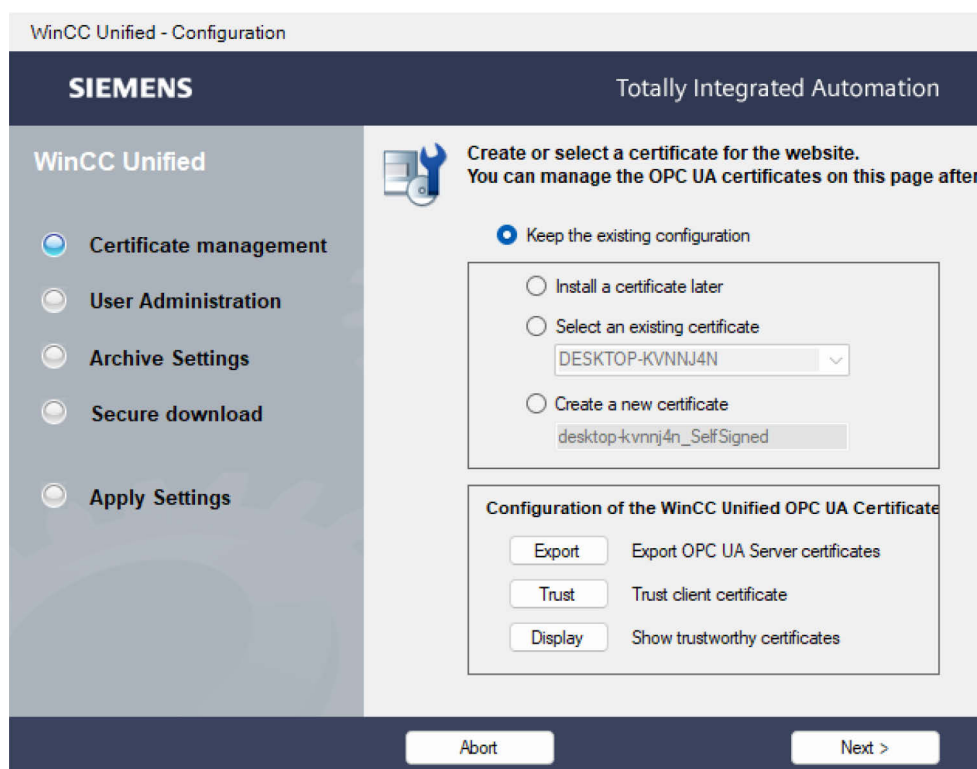 WinCC Unified - Configuration
SIEMENS
Totally Integrated Automation
WinCC Unified
Certificate management
User Administration
Archive Settings
Secure download
Apply Settings
Create or select a certificate for the website.
You can manage the OPC UA certificates on this page after
Keep the existing configuration
Install a certificate later
Select an existing certificate
DESKTOP-KVNNJ4N
Create a new certificate
desktop-kvnnj4n_SelfSigned
Configuration of the WinCC Unified OPC UA Certificate
Export Export OPC UA Server certificates
Trust Trust client certificate
Display Show trustworthy certificates
Abort Next >